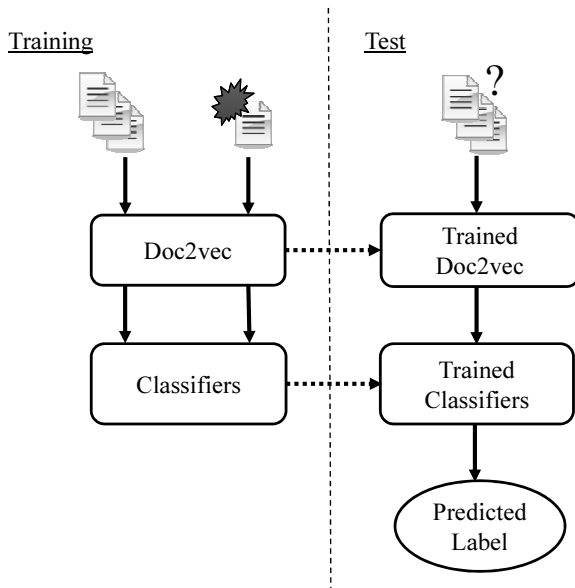 Training
Test
?
Doc2vec
Trained
Doc2vec
Classifiers
Trained
Classifiers
Predicted
Label